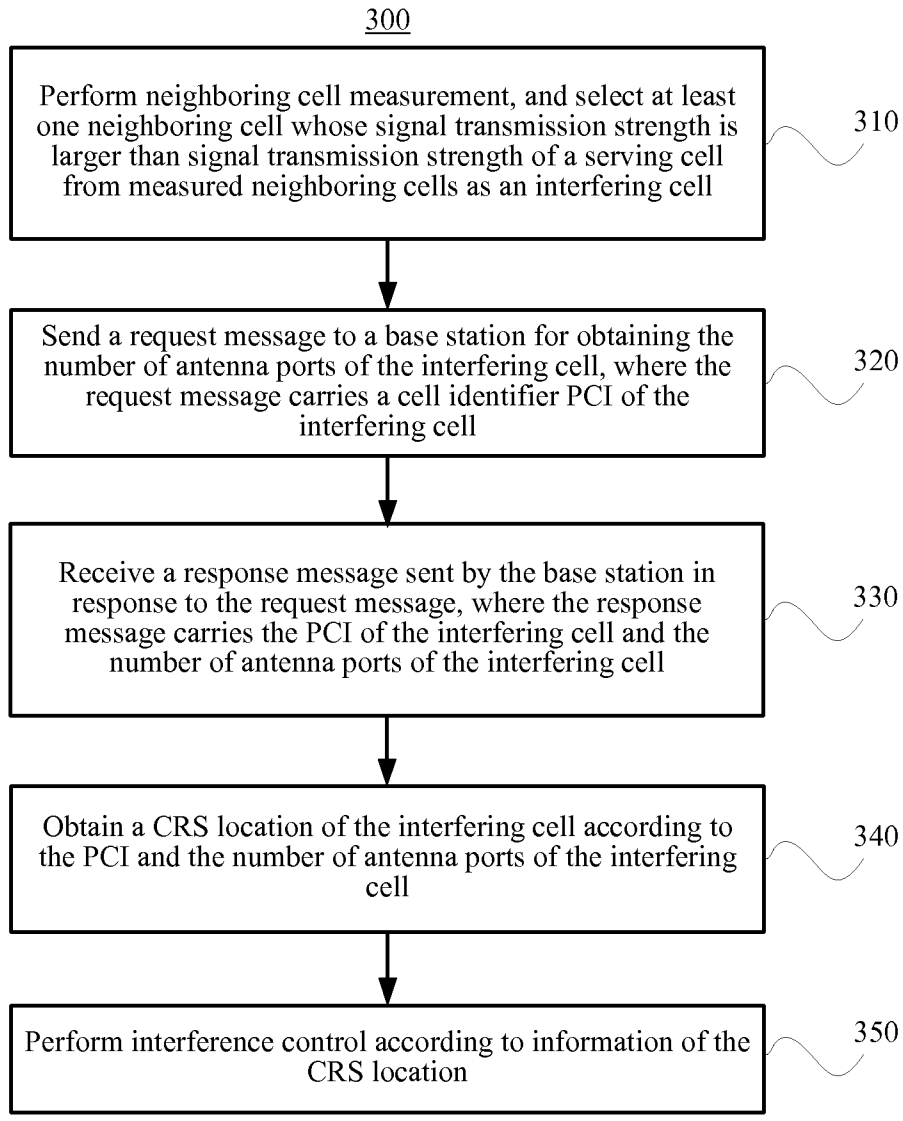 300
Perform neighboring cell measurement, and select at least
one neighboring cell whose signal transmission strength is
larger than signal transmission strength of a serving cell
from measured neighboring cells as an interfering cell
310
Send a request message to a base station for obtaining the
number of antenna ports of the interfering cell, where the
request message carries a cell identifier PCI of the
interfering cell
320
Receive a response message sent by the base station in
response to the request message, where the response
message carries the PCI of the interfering cell and the
number of antenna ports of the interfering cell
330
Obtain a CRS location of the interfering cell according to
the PCI and the number of antenna ports of the interfering
cell
340
Perform interference control according to information of the
CRS location
350